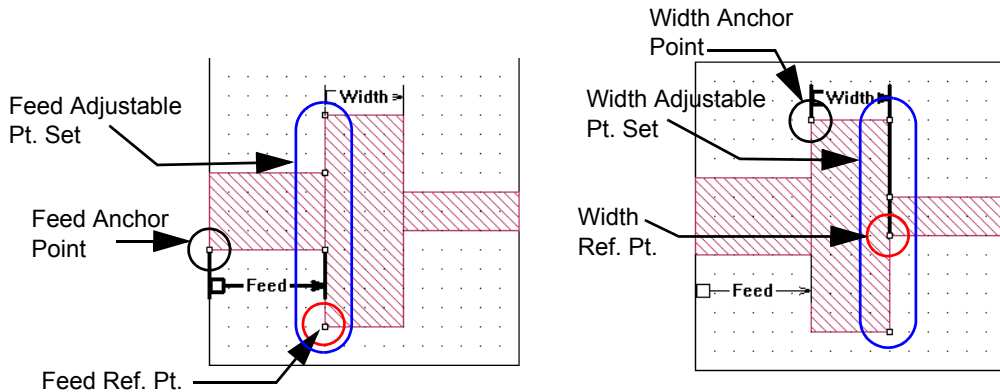 Width
Feed Adjustable
Pt. Set
Feed Anchor
Point
Feed
Feed Ref. Pt.
Width Anchor
Point
Width
Width Adjustable
Pt. Set
Width
Ref. Pt.
Feed